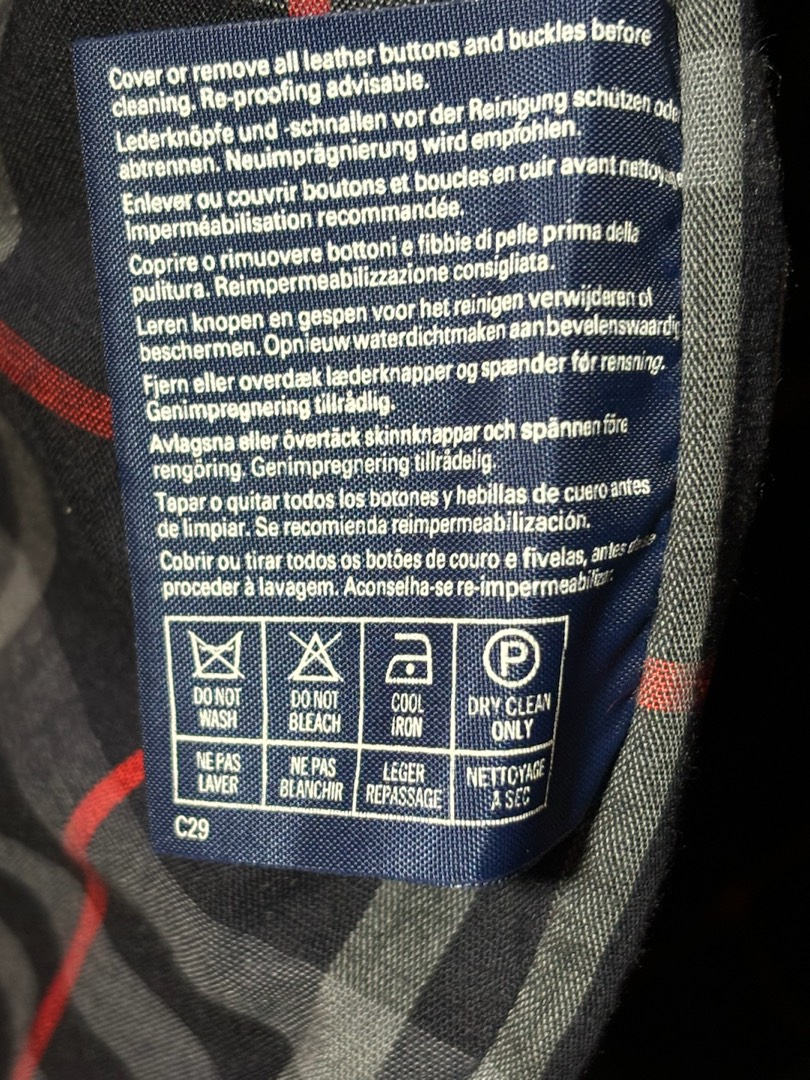 Cover or remove all leather buttons and buckles before
cleaning. Re-proofing advisable.
Lederknöpfe und -schnallen vor der Reinigung schützen ode
abtrennen. Neuimprägnierung wird empfohlen.
Enlever ou couvrir boutons et boucles en cuir avant
Imperméabilisation recommandée.
Coprire o rimuovere bottoni e fibbie di pelle prima della
pulitura. Reimpermeabilizzazione consigliata.
Leren knopen en gespen voor het reinigen verwijderen of
beschermen. Opnieuw waterdichtmaken aanbevelenswaardig
Fjern eller overdæk læderknapper og spænder før rensning.
Genimpregnering tillrådlig.
Avlagsna eller övertäck skinnknappar och spännen före
rengöring. Genimpregnering tillrådelig.
Tapar o quitar todos los botones y hebillas de cuero antes
de limpiar. Se recomienda reimpermeabilización.
Cobrir ou tirar todos os botões de couro e fivelas, antes de
proceder à lavagem. Aconselha-se
P
DO NOT WASH
DO NOT BLEACH
COOL IRON
DRY CLEAN ONLY
NE PAS LAVER
NE PAS BLANCHIR
LEGER REPASSAGE
NETTOYAGE A SEC
C29